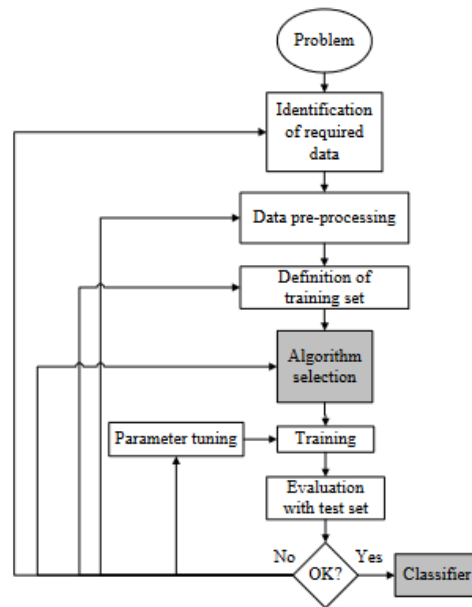 Problem
Identification
of required
data
Data pre-processing
Definition of
training set
Algorithm
selection
Parameter tuning
Training
Evaluation
with test set
No
OK?
Yes
Classifier